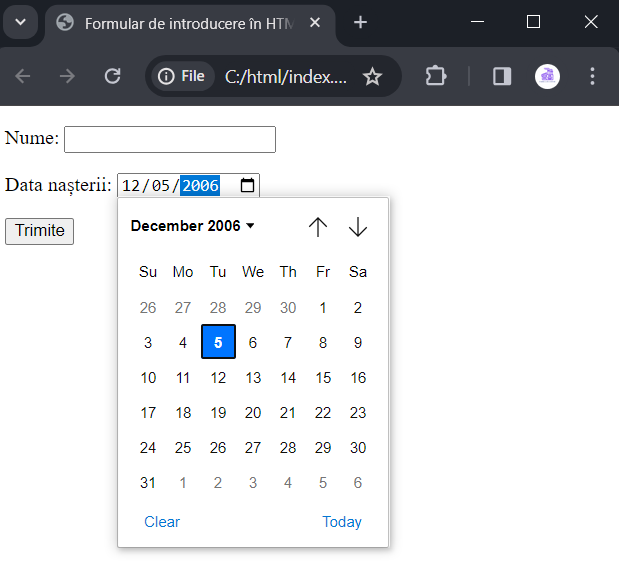 Formular de introducere în HTM
File C:/html/index....
Nume:
Data nașterii: 12/05/2006
Trimite
December 2006
Su Mo Tu We Th Fr Sa
26 27 28 29 30 1 2
3 4 5 6 7 8 9
10 11 12 13 14 15 16
17 18 19 20 21 22 23
24 25 26 27 28 29 30
31 1 2 3 4 5 6
Clear Today